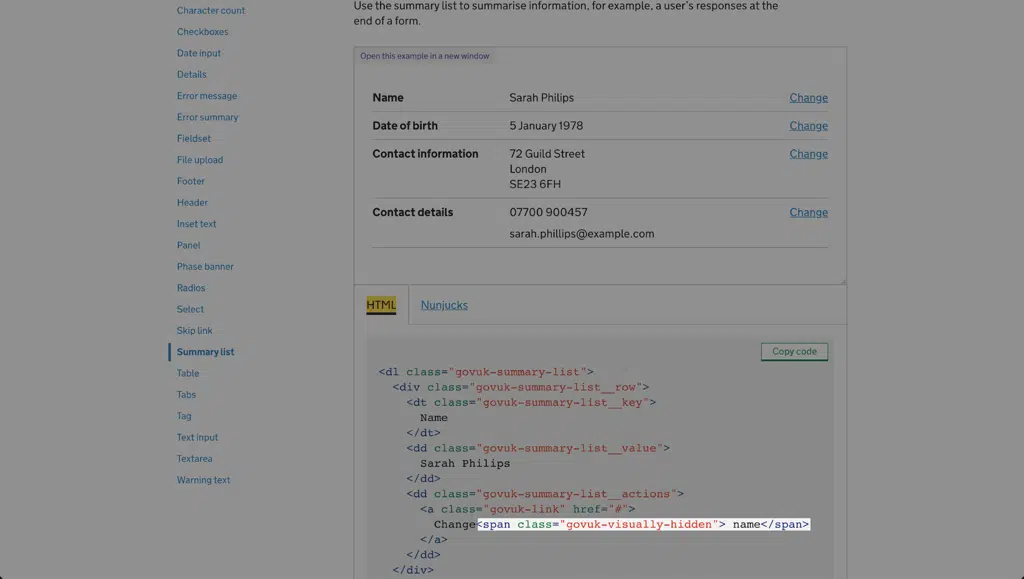 Character count
Checkboxes
Date input
Details
Error message
Error summary
Fieldset
File upload
Footer
Header
Inset text
Panel
Phase banner
Radios
Select
Skip link
Summary list
Table
Tabs
Tag
Text input
Textarea
Warning text
Use the summary list to summarise information, for example, a user's responses at the
end of a form.
Open this example in a new window
Name Sarah Philips Change
Date of birth 5 January 1978 Change
Contact information 72 Guild Street Change
London
SE23 6FH
Contact details 07700 900457 Change
sarah.phillips@example.com
HTML Nunjucks
Copy code
<dl class="govuk-summary-list">
<div class="govuk-summary-list__row">
<dt class="govuk-summary-list__key">
Name
</dt>
<dd class="govuk-summary-list__value">
Sarah Philips
</dd>
<dd class="govuk-summary-list__actions">
<a class="govuk-link" href="#">
Change<span class="govuk-visually-hidden"> name</span>
</a>
</dd>
</div>